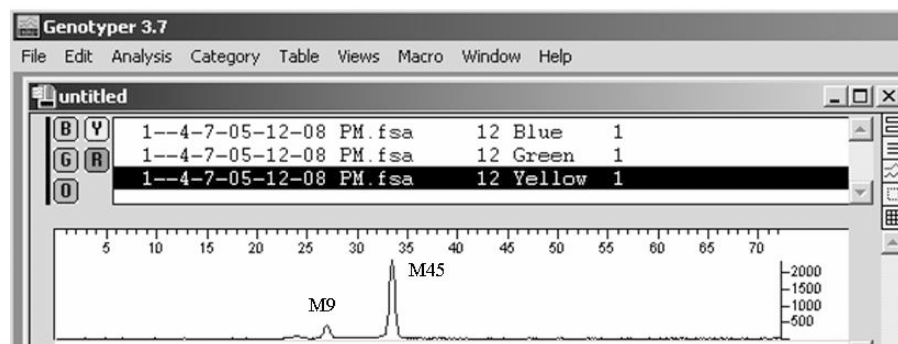 Genotyper 3.7
File Edit Analysis Category Table Views Macro Window Help
untitled
B Y 1--4-7-05-12-08 PM.fsa 12 Blue 1
G R 1--4-7-05-12-08 PM.fsa 12 Green 1
O 1--4-7-05-12-08 PM.fsa 12 Yellow 1
5 10 15 20 25 30 35 40 45 50 55 60 65 70
M45
M9
2000
1500
1000
500